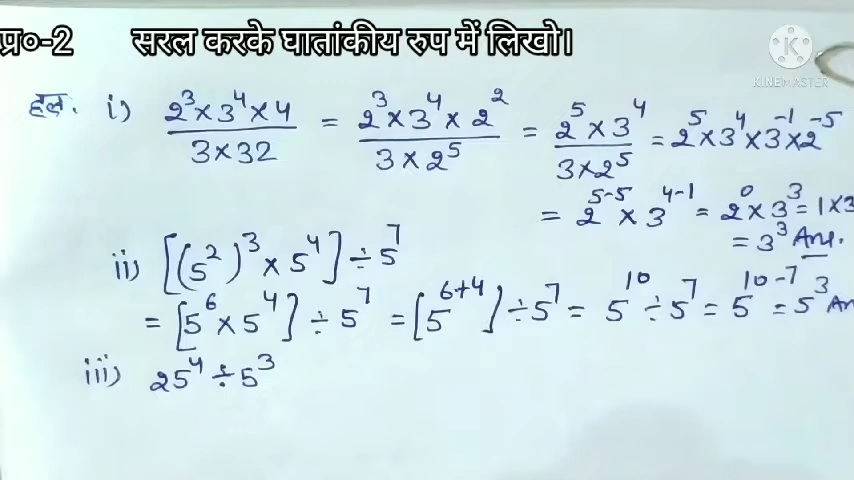 प्र०-2 सरल करके घातांकीय रुप में लिखो।
K
KINEMASTER
हल. i) (2³×3⁴×4)/(3×32) = (2³×3⁴×2²)/(3×2⁵) = (2⁵×3⁴)/(3×2⁵) = 2⁵×3⁴×3⁻¹×2⁻⁵
= 2⁵⁻⁵×3⁴⁻¹ = 2⁰×3³ = 1×3
= 3³ Ans.
ii) [(5²)³×5⁴]÷5⁷
= [5⁶×5⁴]÷5⁷ = [5⁶⁺⁴]÷5⁷ = 5¹⁰÷5⁷ = 5¹⁰⁻⁷ = 5³ An
iii) 25⁴÷5³